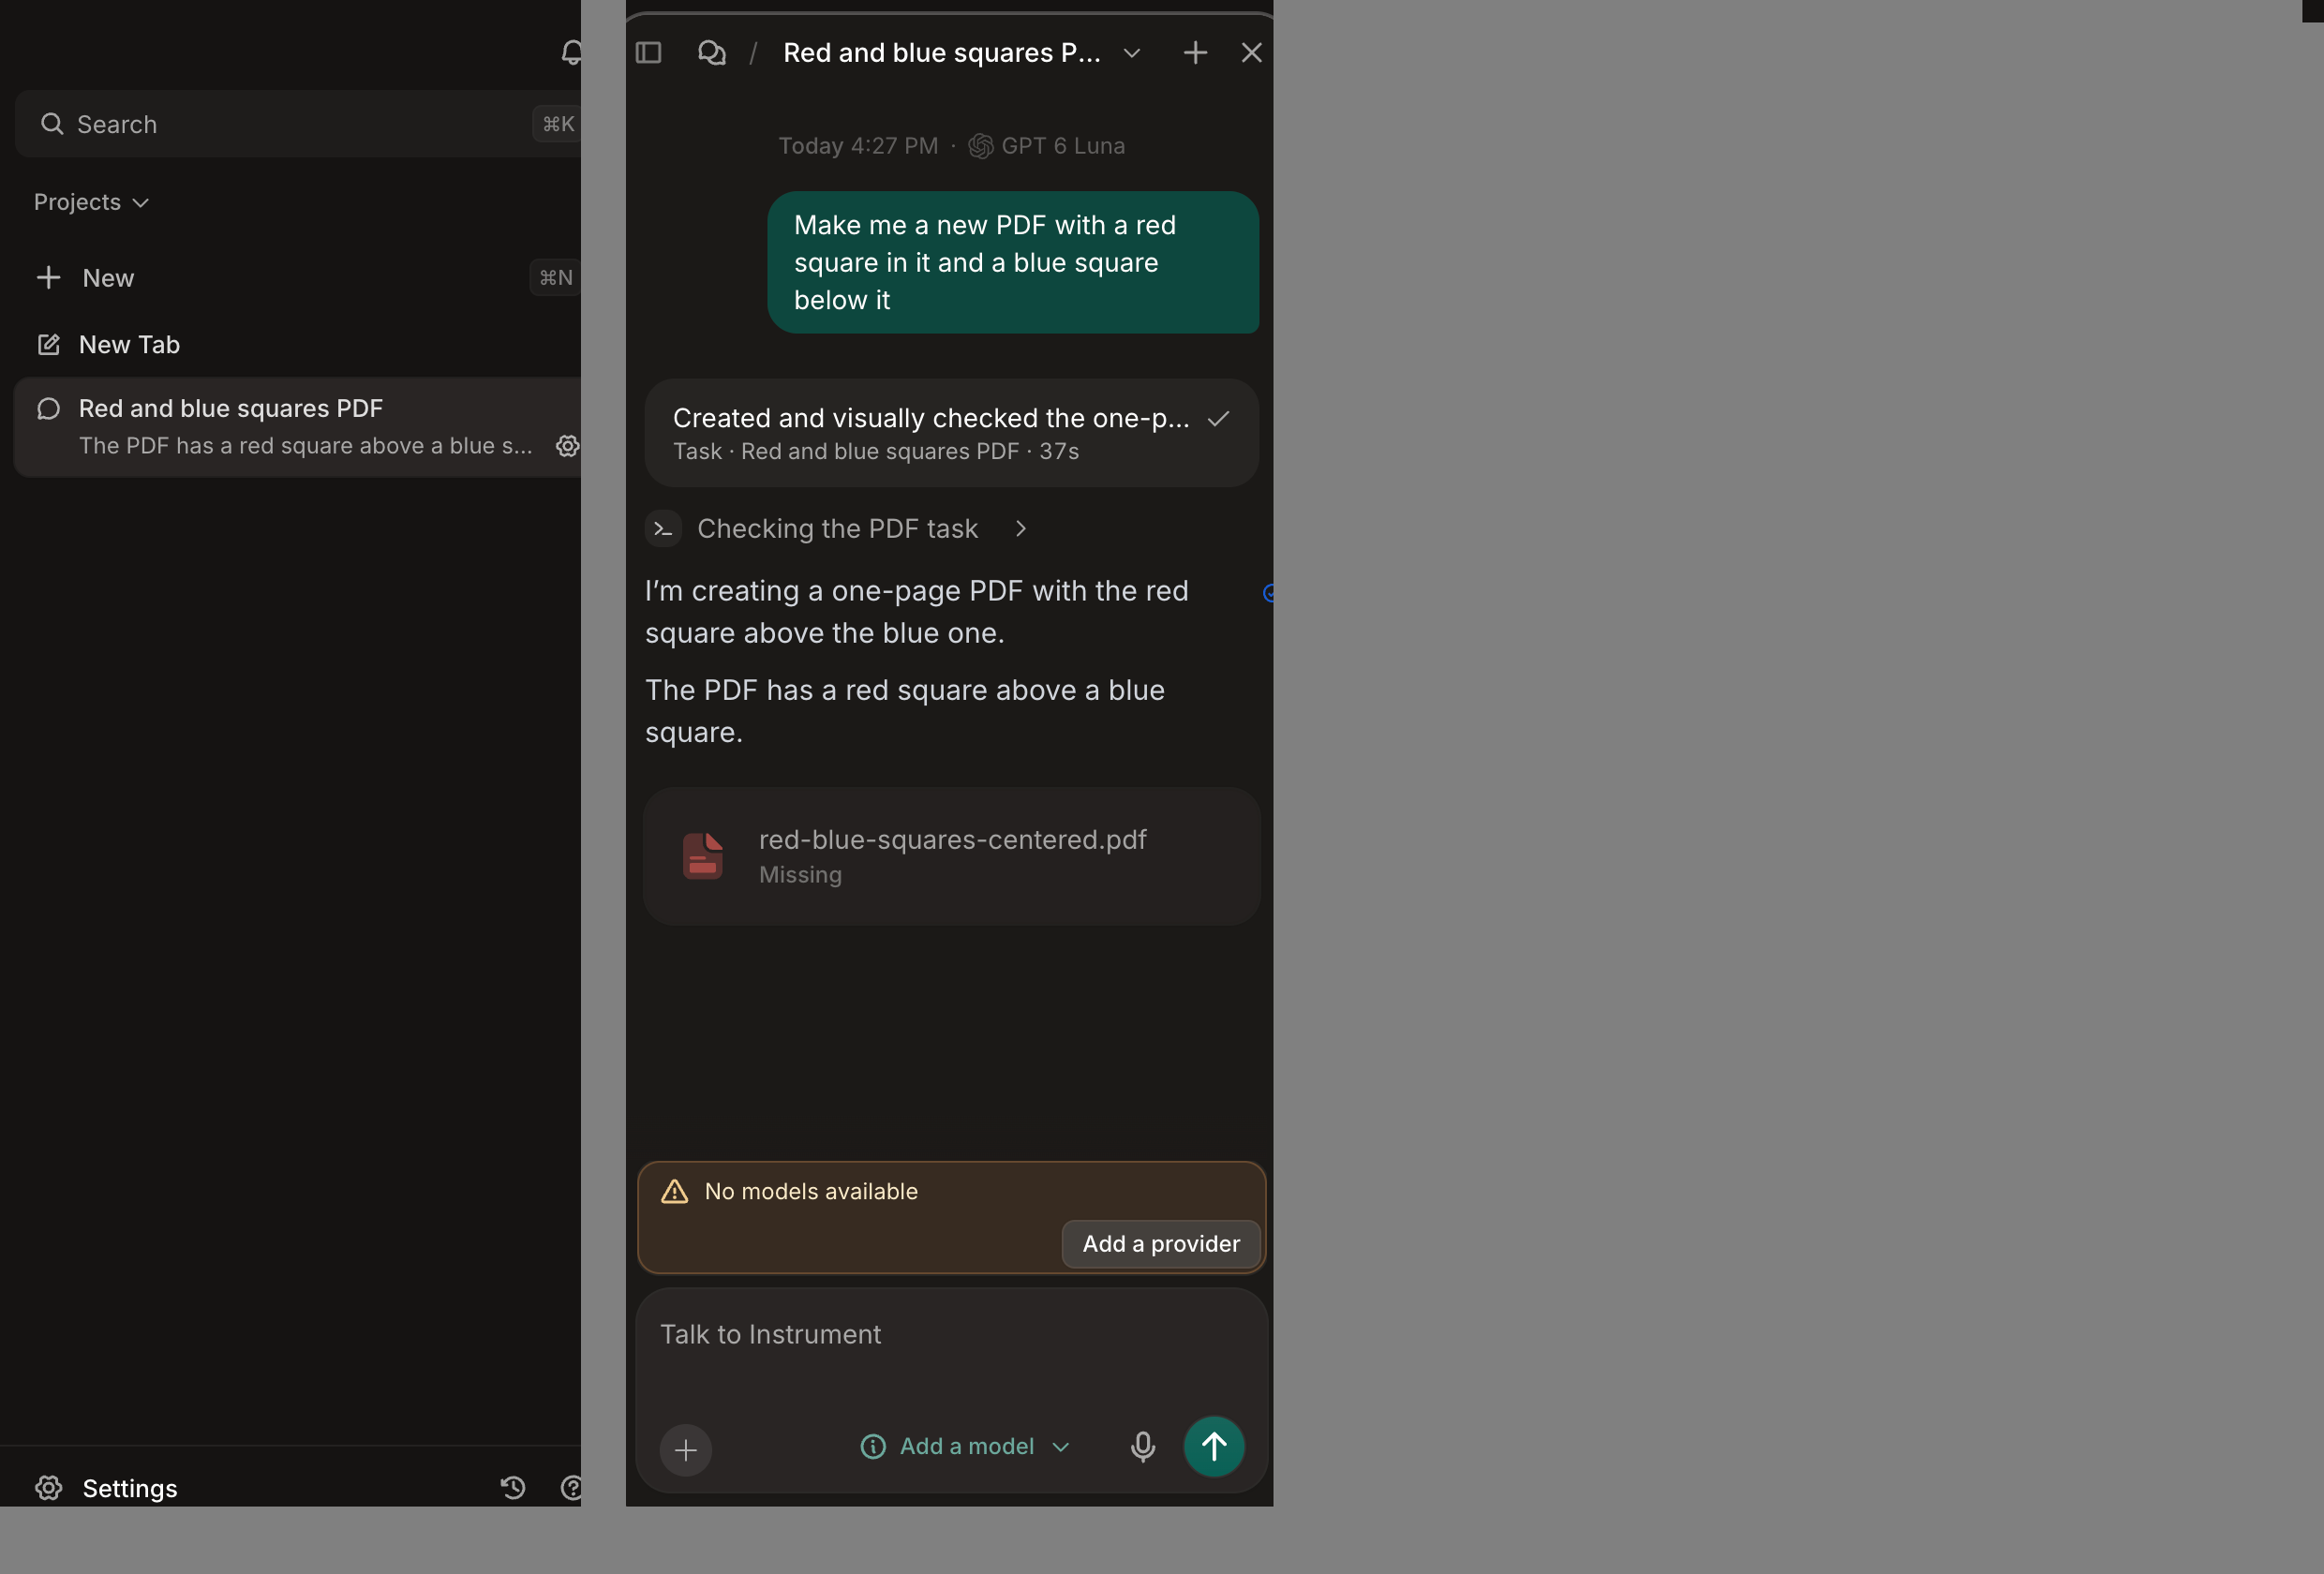 Search
⌘K
Projects
New
⌘N
New Tab
Red and blue squares PDF
The PDF has a red square above a blue s...
Settings
/
Red and blue squares P...
Today 4:27 PM · GPT 6 Luna
Make me a new PDF with a red
square in it and a blue square
below it
Created and visually checked the one-p...
Task · Red and blue squares PDF · 37s
Checking the PDF task
I’m creating a one-page PDF with the red
square above the blue one.
The PDF has a red square above a blue
square.
red-blue-squares-centered.pdf
Missing
No models available
Add a provider
Talk to Instrument
Add a model